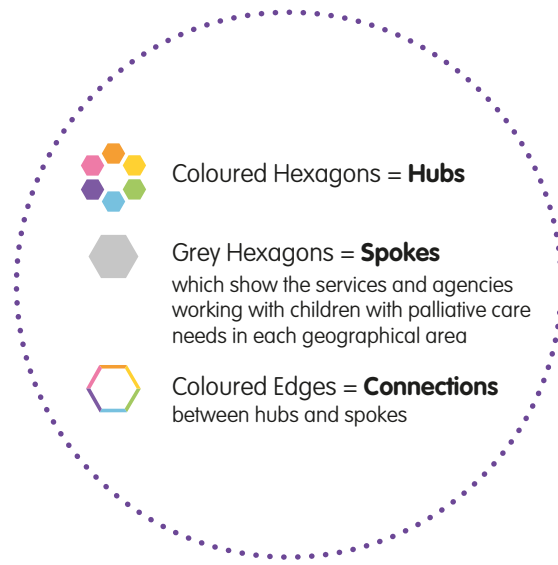 Coloured Hexagons = Hubs
Grey Hexagons = Spokes
which show the services and agencies
working with children with palliative care
needs in each geographical area
Coloured Edges = Connections
between hubs and spokes